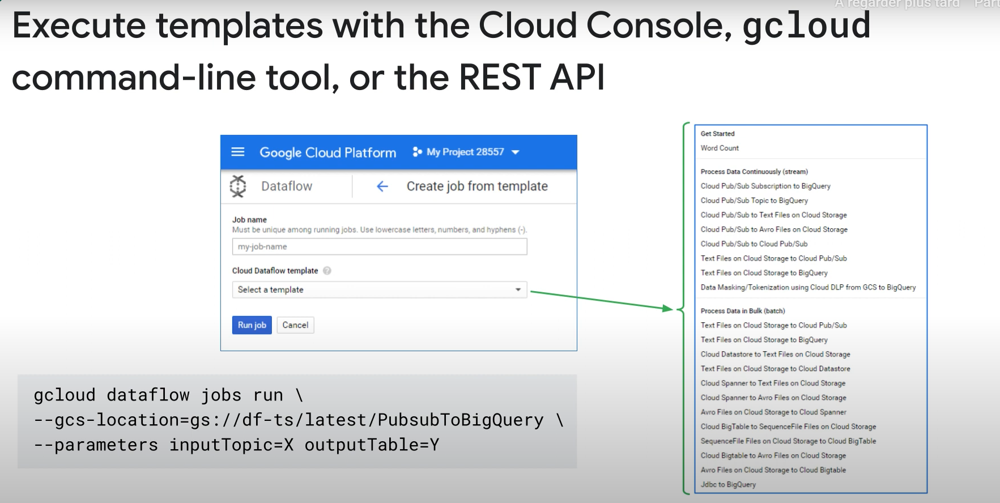 A regarder plus tard
Execute templates with the Cloud Console, gcloud
command-line tool, or the REST API
Google Cloud Platform My Project 28557
Dataflow Create job from template
Job name
Must be unique among running jobs. Use lowercase letters, numbers, and hyphens (-).
my-job-name
Cloud Dataflow template ?
Select a template
Run job Cancel
gcloud dataflow jobs run \
--gcs-location=gs://df-ts/latest/PubsubToBigQuery \
--parameters inputTopic=X outputTable=Y
Get Started
Word Count
Process Data Continuously (stream)
Cloud Pub/Sub Subscription to BigQuery
Cloud Pub/Sub Topic to BigQuery
Cloud Pub/Sub to Text Files on Cloud Storage
Cloud Pub/Sub to Avro Files on Cloud Storage
Cloud Pub/Sub to Cloud Pub/Sub
Text Files on Cloud Storage to Cloud Pub/Sub
Text Files on Cloud Storage to BigQuery
Data Masking/Tokenization using Cloud DLP from GCS to BigQuery
Process Data in Bulk (batch)
Text Files on Cloud Storage to Cloud Pub/Sub
Text Files on Cloud Storage to BigQuery
Cloud Datastore to Text Files on Cloud Storage
Text Files on Cloud Storage to Cloud Datastore
Cloud Spanner to Text Files on Cloud Storage
Cloud Spanner to Avro Files on Cloud Storage
Avro Files on Cloud Storage to Cloud Spanner
Cloud BigTable to SequenceFile Files on Cloud Storage
SequenceFile Files on Cloud Storage to Cloud BigTable
Cloud Bigtable to Avro Files on Cloud Storage
Avro Files on Cloud Storage to Cloud Bigtable
Jdbc to BigQuery